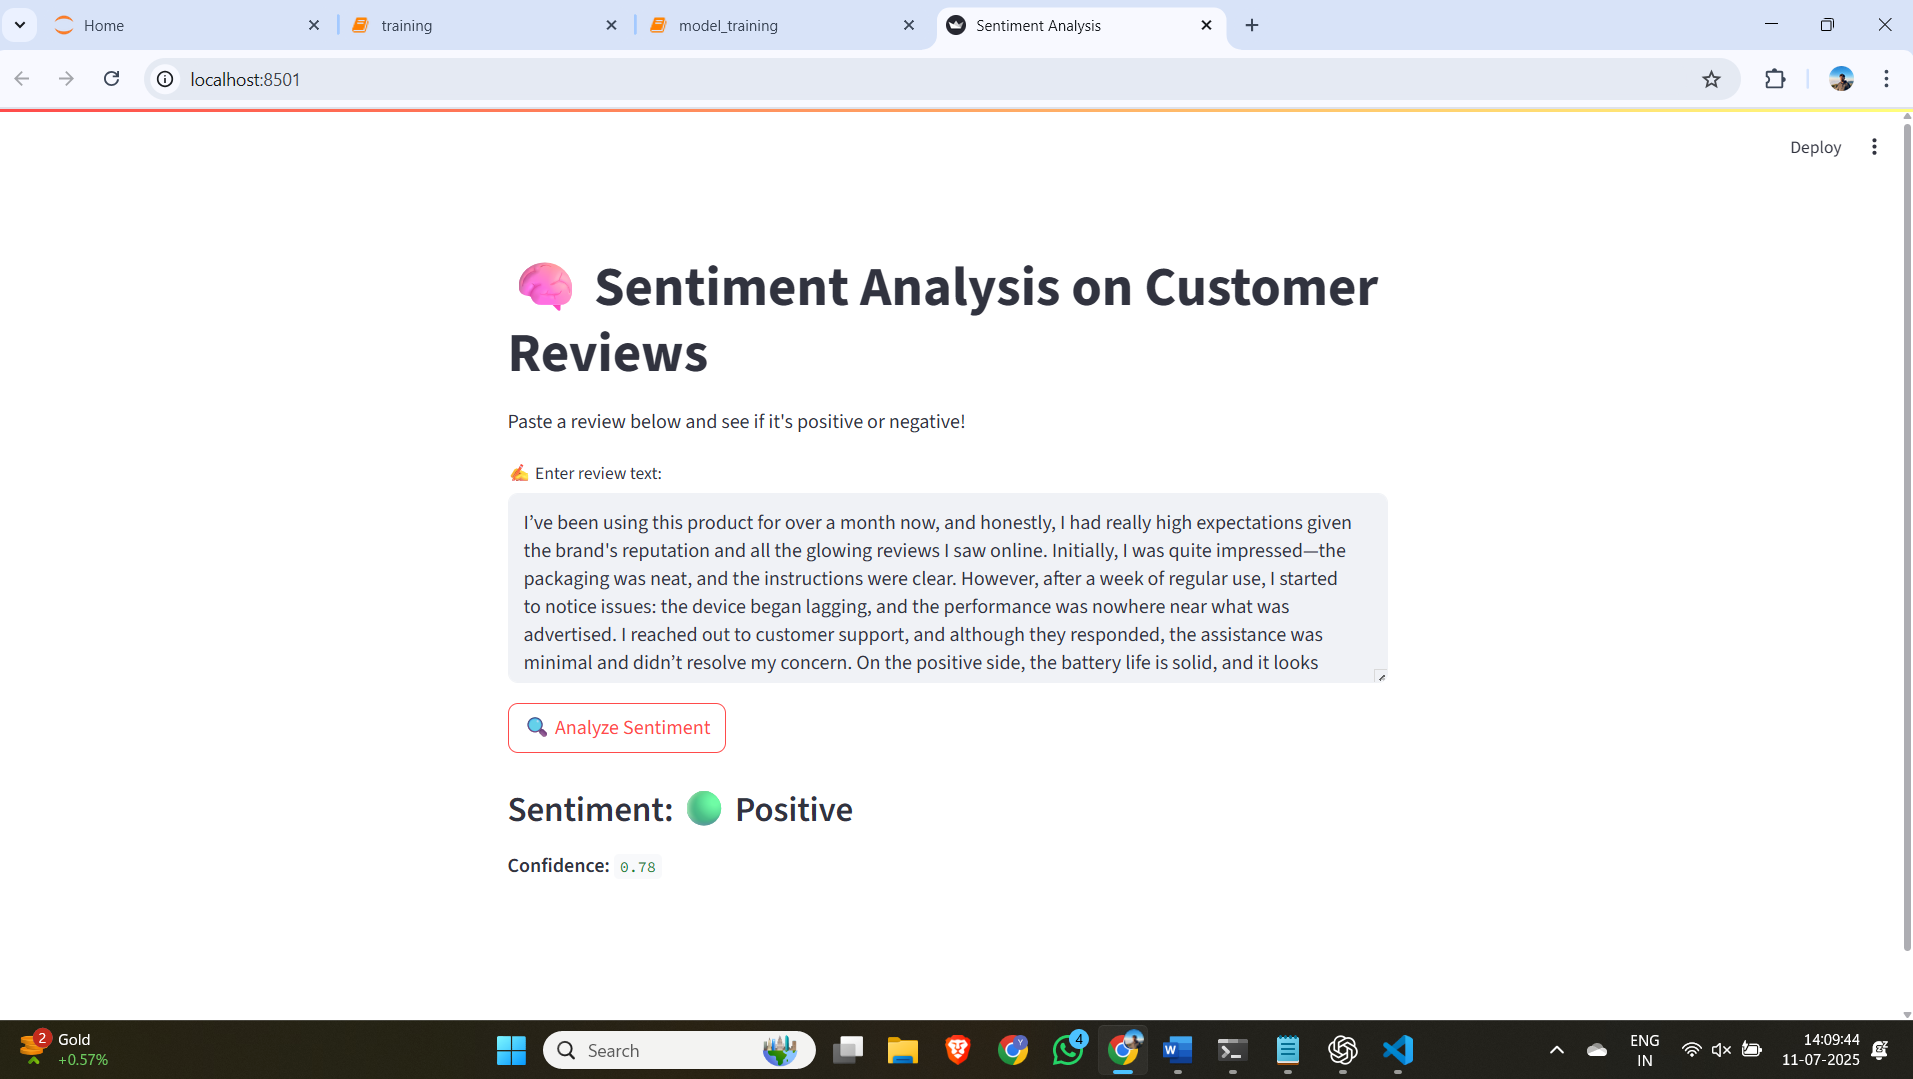 Home
training
model_training
Sentiment Analysis
localhost:8501
Deploy
Sentiment Analysis on Customer
Reviews
Paste a review below and see if it's positive or negative!
Enter review text:
I’ve been using this product for over a month now, and honestly, I had really high expectations given
the brand's reputation and all the glowing reviews I saw online. Initially, I was quite impressed—the
packaging was neat, and the instructions were clear. However, after a week of regular use, I started
to notice issues: the device began lagging, and the performance was nowhere near what was
advertised. I reached out to customer support, and although they responded, the assistance was
minimal and didn’t resolve my concern. On the positive side, the battery life is solid, and it looks
Analyze Sentiment
Sentiment: Positive
Confidence: 0.78
2
Gold
+0.57%
Search
Y
4
W
ENG
IN
14:09:44
11-07-2025